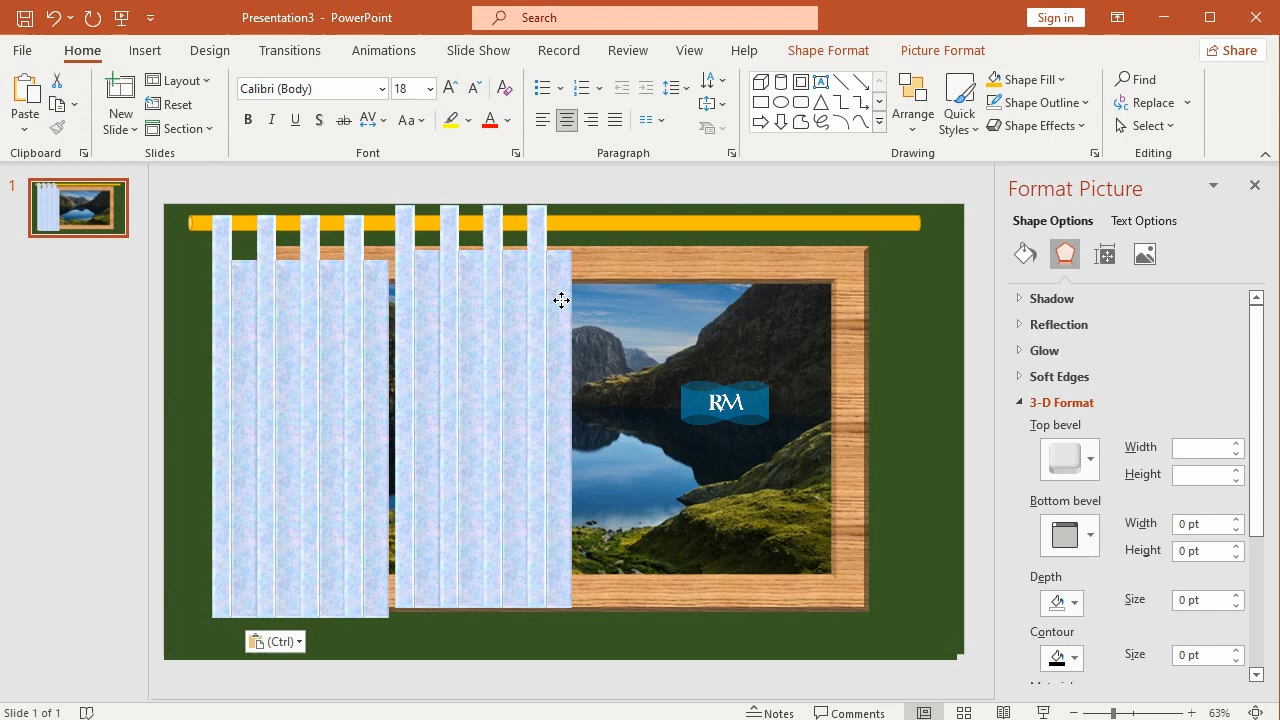 Presentation3 - PowerPoint
Search
Sign in
File
Home
Insert
Design
Transitions
Animations
Slide Show
Record
Review
View
Help
Shape Format
Picture Format
Share
Paste
Clipboard
New
Slide
Layout
Reset
Section
Slides
Calibri (Body)
18
B I U S ab AV Aa A
Font
Paragraph
Arrange
Quick
Styles
Shape Fill
Shape Outline
Shape Effects
Drawing
Find
Replace
Select
Editing
1
RM
(Ctrl)
Format Picture
Shape Options
Text Options
Shadow
Reflection
Glow
Soft Edges
3-D Format
Top bevel
Width
Height
Bottom bevel
Width 0 pt
Height 0 pt
Depth
Size 0 pt
Contour
Size 0 pt
Slide 1 of 1
Notes
Comments
63%